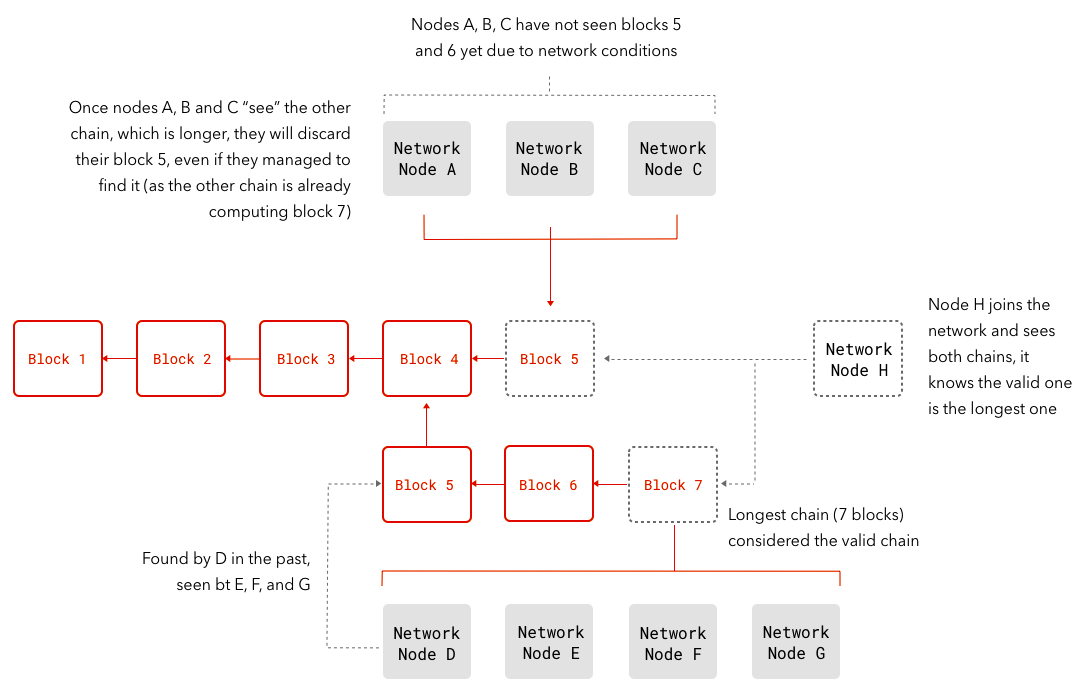 Nodes A, B, C have not seen blocks 5
and 6 yet due to network conditions
Once nodes A, B and C “see” the other
chain, which is longer, they will discard
their block 5, even if they managed to
find it (as the other chain is already
computing block 7)
Network
Node A
Network
Node B
Network
Node C
Block 1
Block 2
Block 3
Block 4
Block 5
Network
Node H
Node H joins the
network and sees
both chains, it
knows the valid one
is the longest one
Block 5
Block 6
Block 7
Longest chain (7 blocks)
considered the valid chain
Found by D in the past,
seen bt E, F, and G
Network
Node D
Network
Node E
Network
Node F
Network
Node G